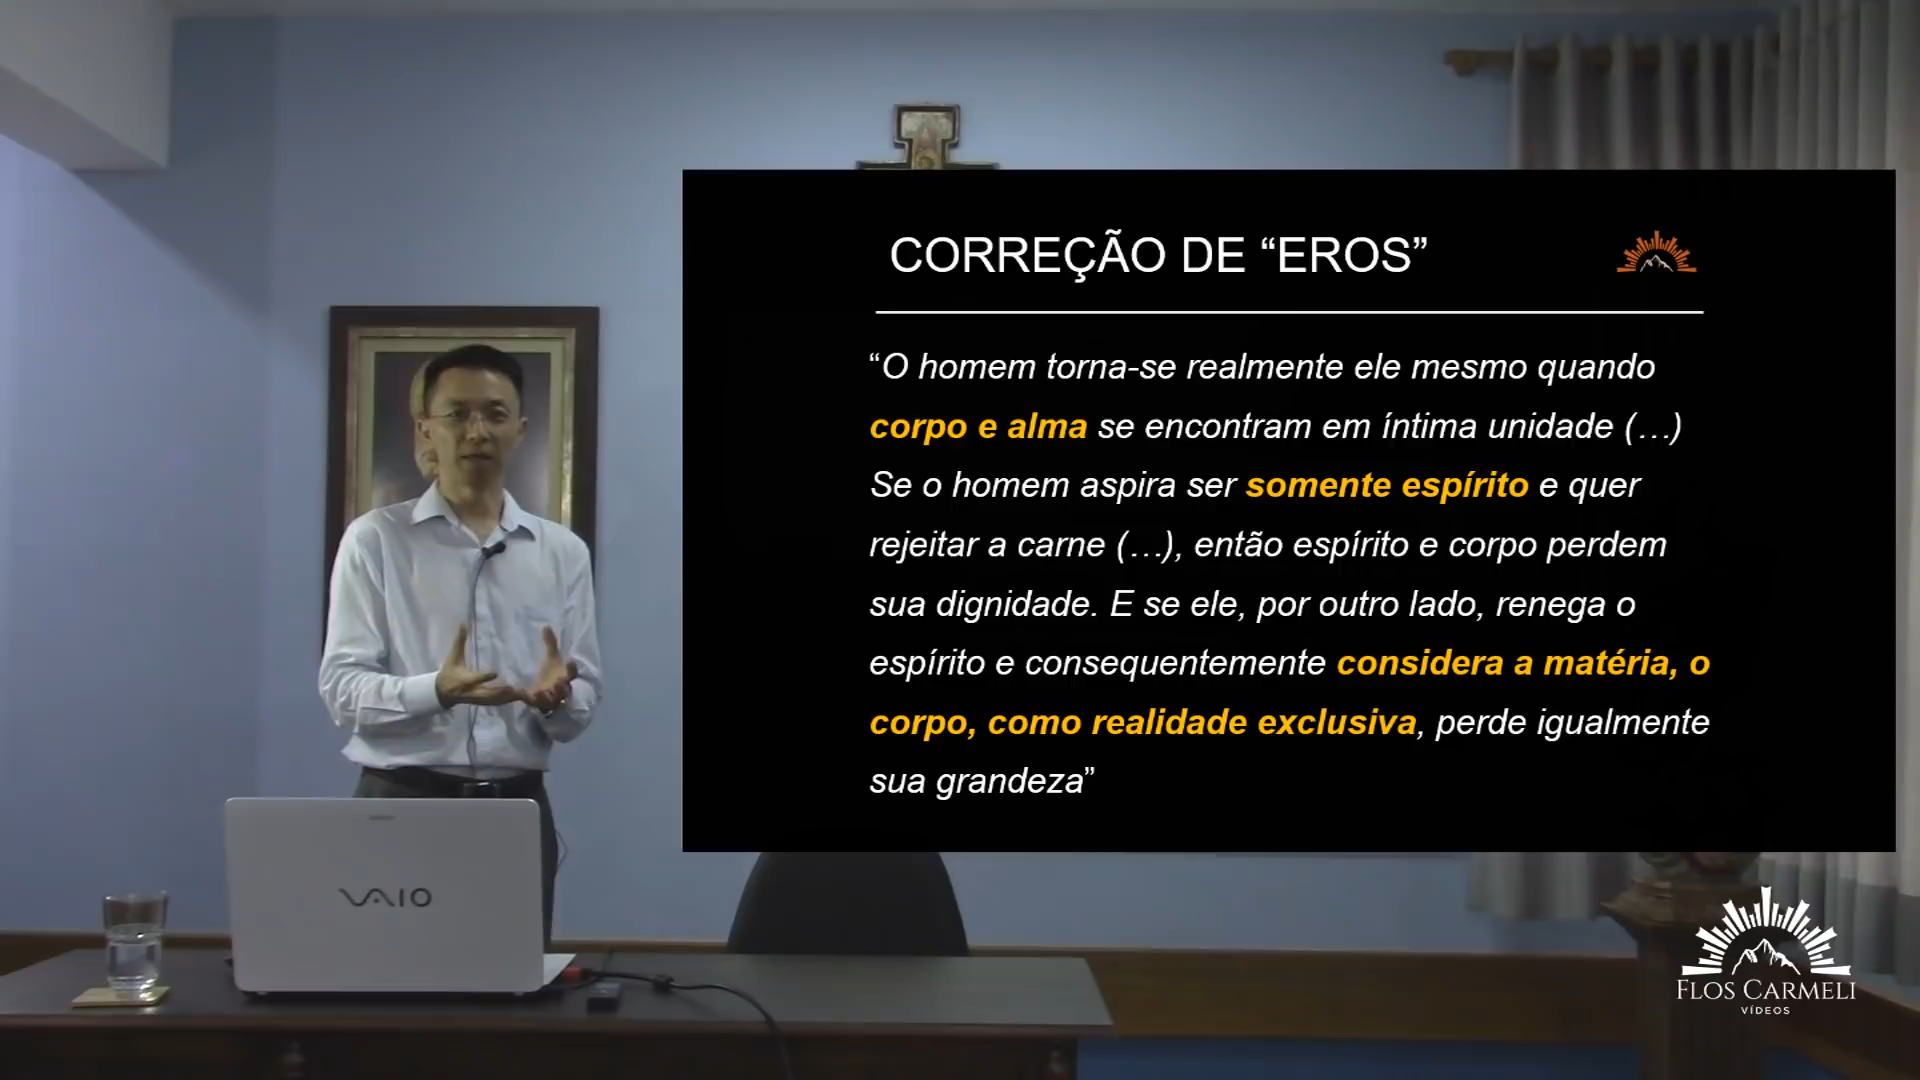 CORREÇÃO DE “EROS”
“O homem torna-se realmente ele mesmo quando
corpo e alma se encontram em íntima unidade (…)
Se o homem aspira ser somente espírito e quer
rejeitar a carne (…), então espírito e corpo perdem
sua dignidade. E se ele, por outro lado, renega o
espírito e consequentemente considera a matéria, o
corpo, como realidade exclusiva, perde igualmente
sua grandeza”
VAIO
FLOS CARMELI
VÍDEOS